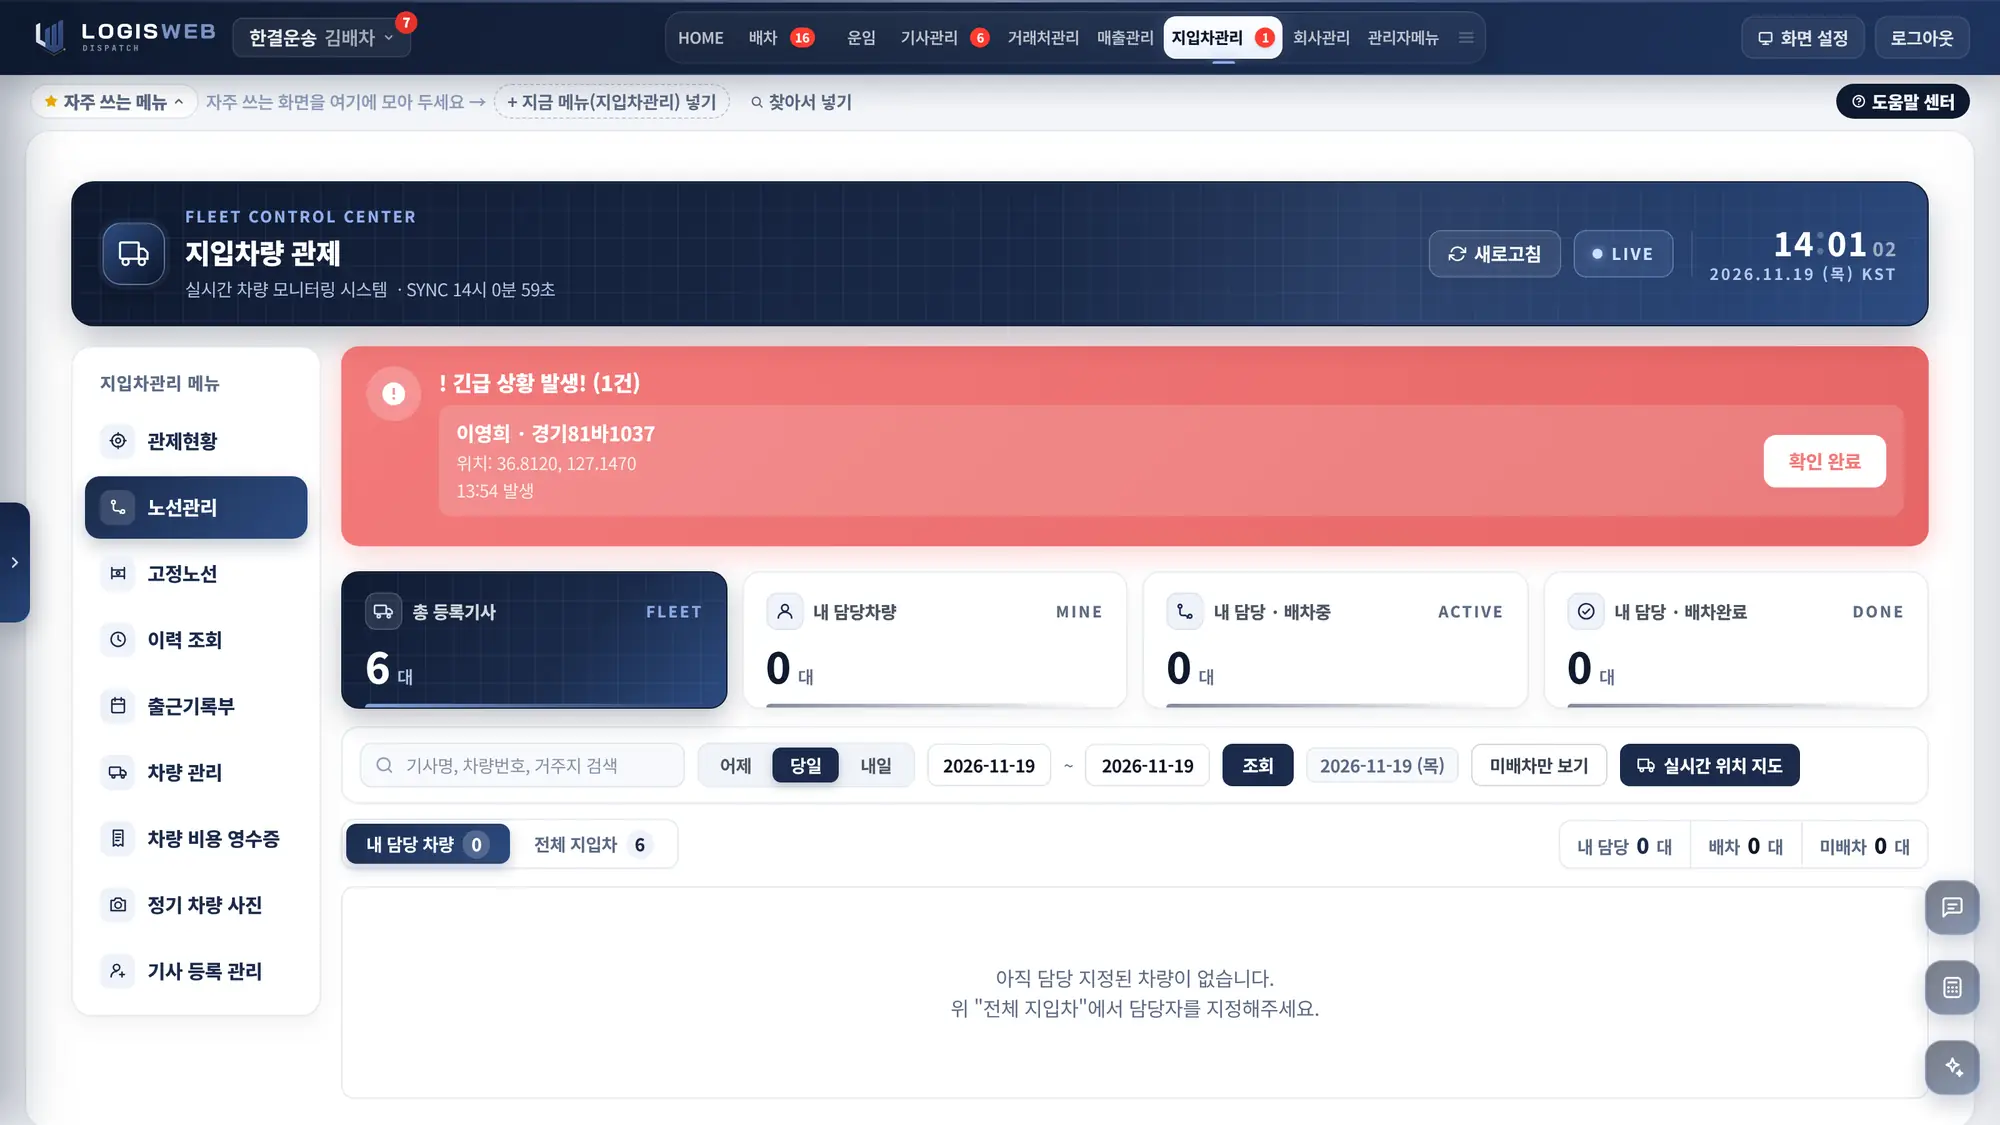 LOGISWEB
DISPATCH
한결운송 김배차
7
HOME
배차 16
운임
기사관리 6
거래처관리
매출관리
지입차관리 1
회사관리
관리자메뉴
화면 설정
로그아웃
자주 쓰는 메뉴
자주 쓰는 화면을 여기에 모아 두세요 →
+ 지금 메뉴(지입차관리) 넣기
찾아서 넣기
도움말 센터
FLEET CONTROL CENTER
지입차량 관제
실시간 차량 모니터링 시스템 · SYNC 14시 0분 59초
새로고침
LIVE
14:01 02
2026.11.19 (목) KST
지입차관리 메뉴
관제현황
노선관리
고정노선
이력 조회
출근기록부
차량 관리
차량 비용 영수증
정기 차량 사진
기사 등록 관리
! 긴급 상황 발생! (1건)
이영희 · 경기81바1037
위치: 36.8120, 127.1470
13:54 발생
확인 완료
총 등록기사 FLEET
6 대
내 담당차량 MINE
0 대
내 담당 · 배차중 ACTIVE
0 대
내 담당 · 배차완료 DONE
0 대
기사명, 차량번호, 거주지 검색
어제 당일 내일
2026-11-19 ~ 2026-11-19
조회
2026-11-19 (목)
미배차만 보기
실시간 위치 지도
내 담당 차량 0
전체 지입차 6
내 담당 0 대
배차 0 대
미배차 0 대
아직 담당 지정된 차량이 없습니다.
위 "전체 지입차"에서 담당자를 지정해주세요.